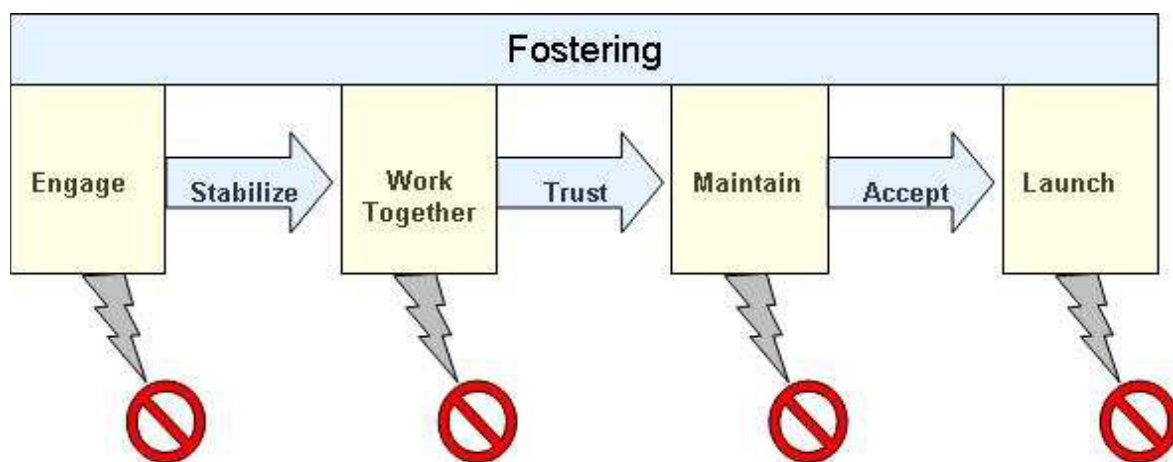 Fostering
Engage
Stabilize
Work
Together
Trust
Maintain
Accept
Launch